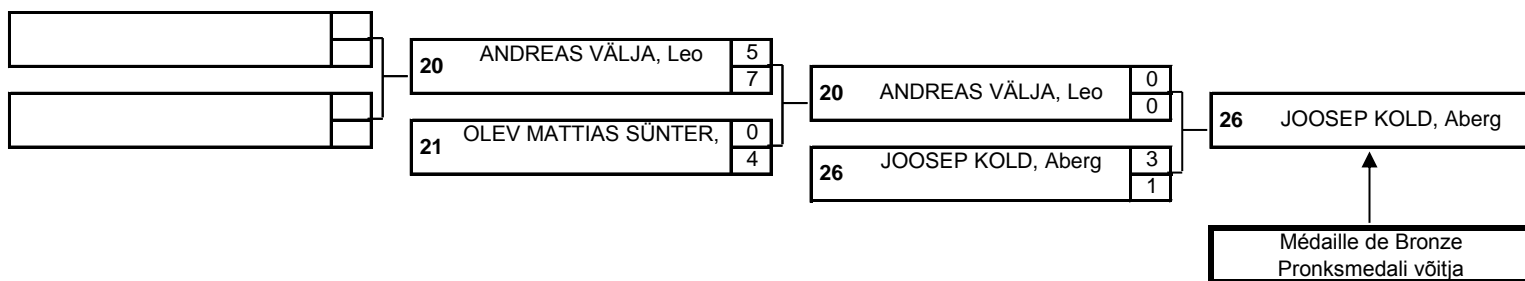 20 ANDREAS VÄLJA, Leo 5
7
21 OLEV MATTIAS SÜNTER, 0
4
20 ANDREAS VÄLJA, Leo 0
0
26 JOOSEP KOLD, Aberg 3
1
26 JOOSEP KOLD, Aberg
Médaille de Bronze
Pronksmedali võitja